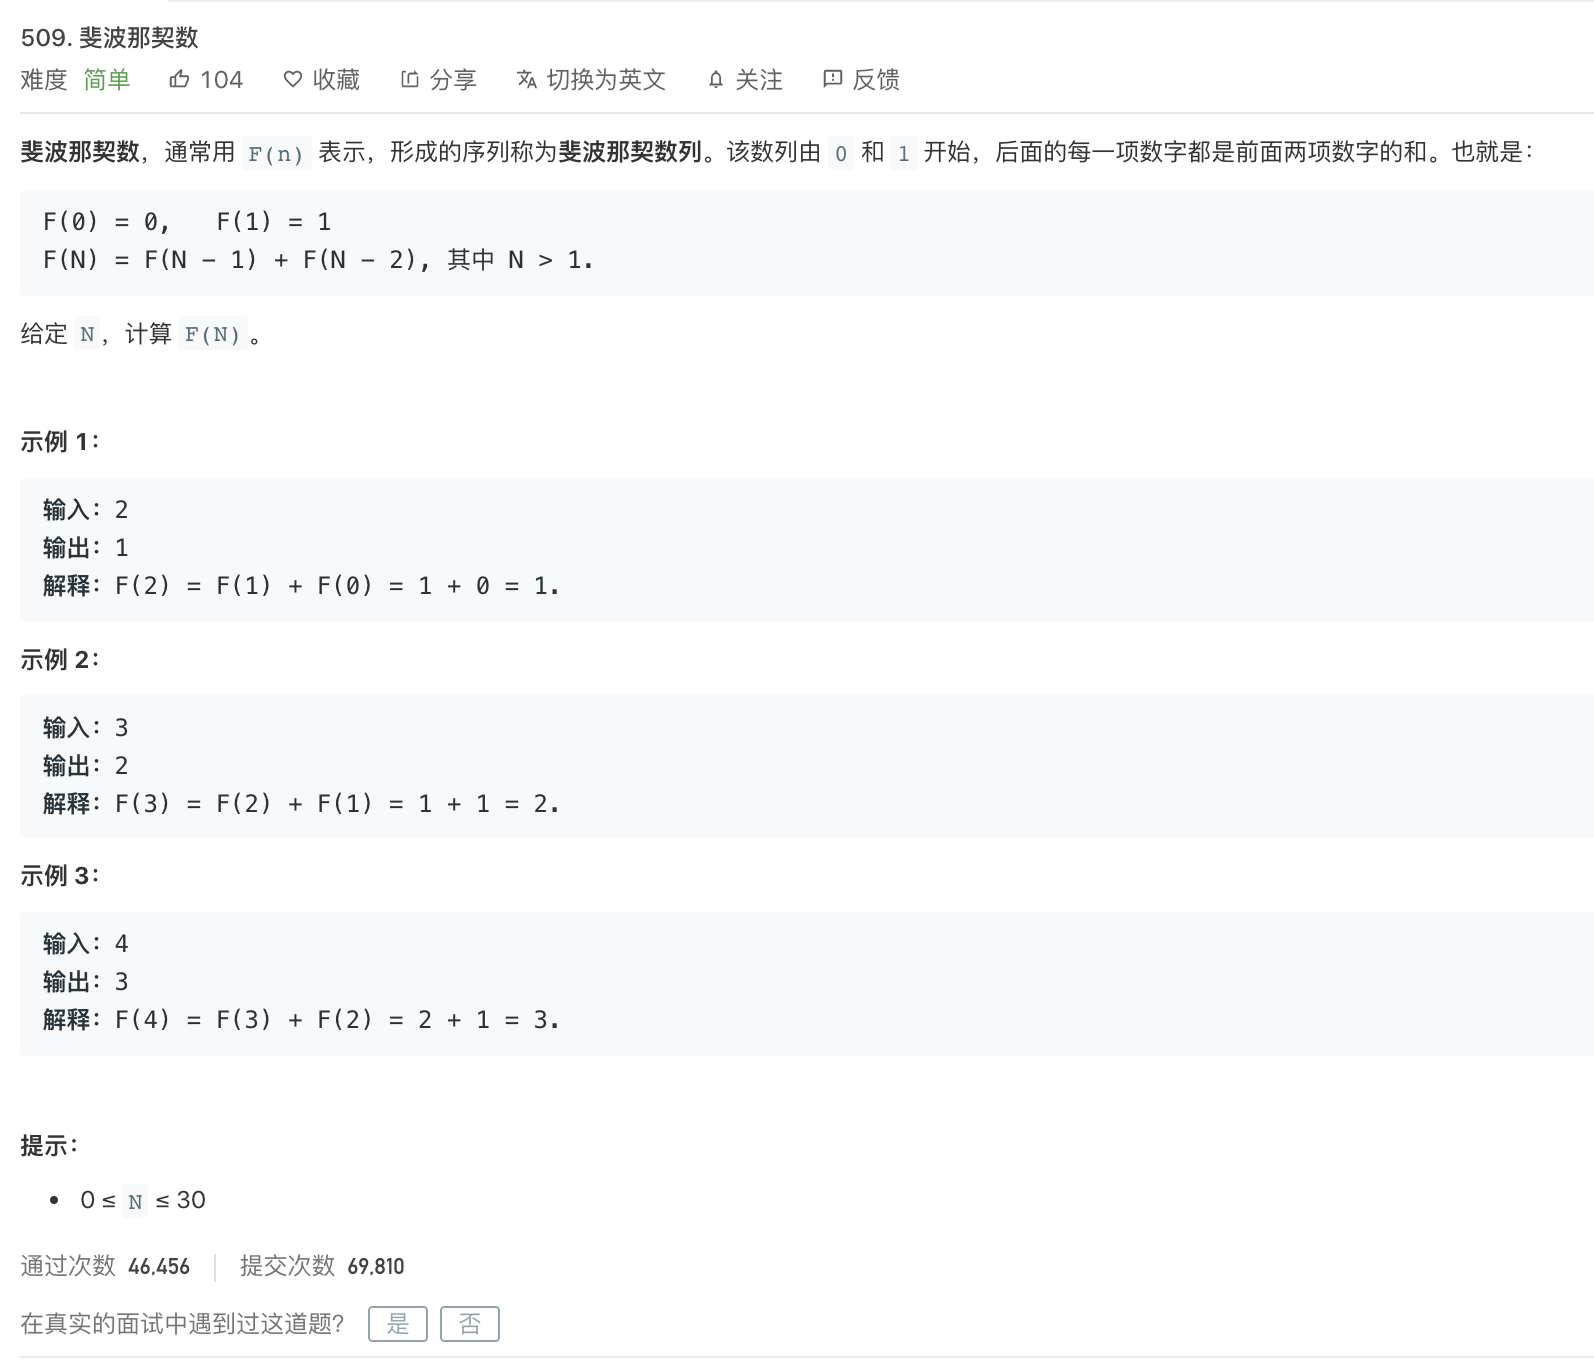 509. 斐波那契数
难度 简单 104 收藏 分享 切换为英文 关注 反馈
斐波那契数，通常用 F(n) 表示，形成的序列称为斐波那契数列。该数列由 0 和 1 开始，后面的每一项数字都是前面两项数字的和。也就是：
F(0) = 0,   F(1) = 1
F(N) = F(N - 1) + F(N - 2), 其中 N > 1.
给定 N，计算 F(N)。
示例 1：
输入：2
输出：1
解释：F(2) = F(1) + F(0) = 1 + 0 = 1.
示例 2：
输入：3
输出：2
解释：F(3) = F(2) + F(1) = 1 + 1 = 2.
示例 3：
输入：4
输出：3
解释：F(4) = F(3) + F(2) = 2 + 1 = 3.
提示：
• 0 ≤ N ≤ 30
通过次数 46,456 | 提交次数 69,810
在真实的面试中遇到过这道题? 是 否